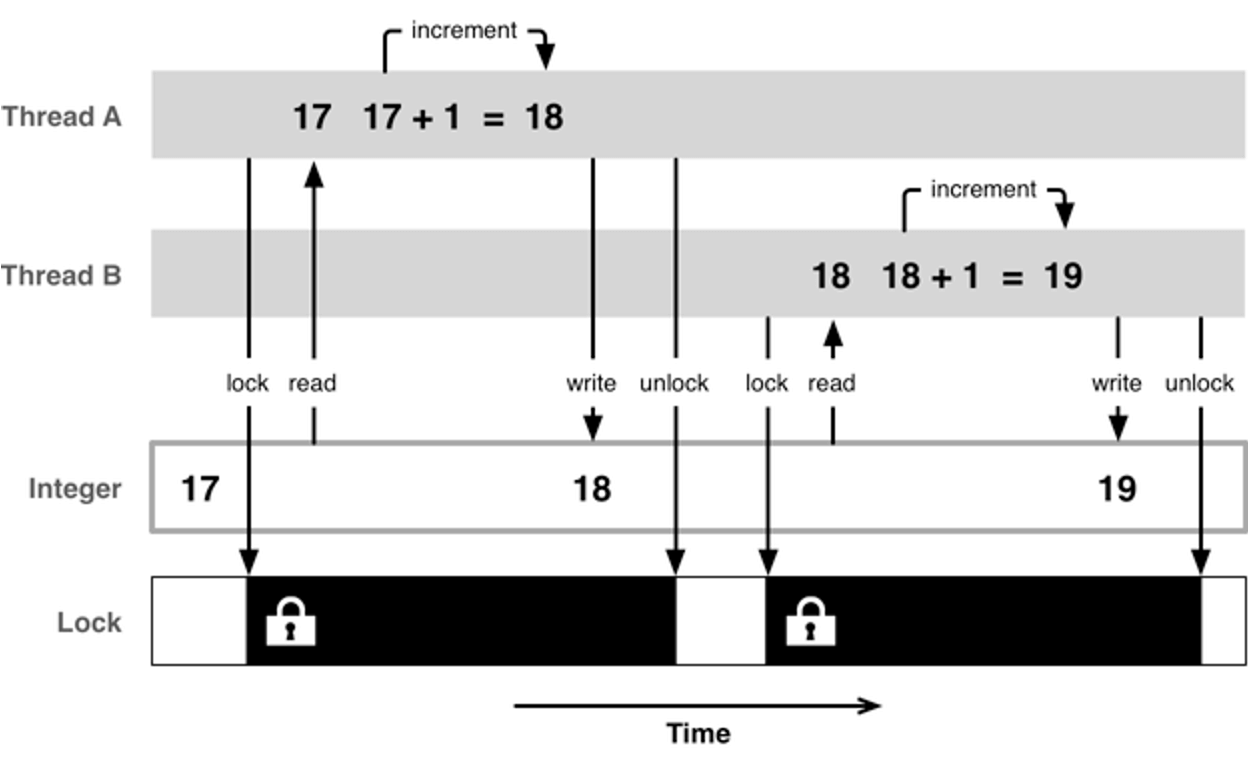 increment
Thread A 17 17 + 1 = 18
increment
Thread B 18 18 + 1 = 19
lock read write unlock lock read write unlock
Integer 17 18 19
Lock
Time